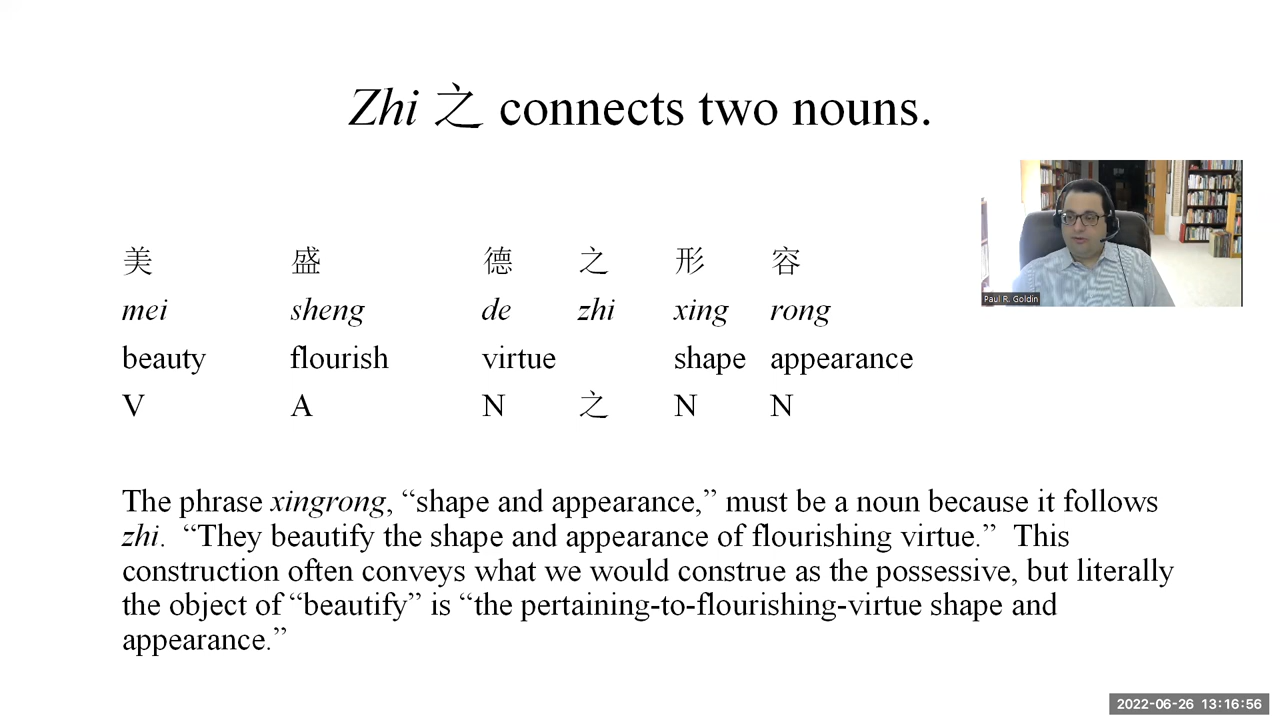 Zhi 之 connects two nouns.
Paul R. Goldin
美 盛 德 之 形 容
mei sheng de zhi xing rong
beauty flourish virtue shape appearance
V A N 之 N N
The phrase xingrong, “shape and appearance,” must be a noun because it follows
zhi.  “They beautify the shape and appearance of flourishing virtue.”  This
construction often conveys what we would construe as the possessive, but literally
the object of “beautify” is “the pertaining-to-flourishing-virtue shape and
appearance.”
2022-06-26 13:16:56